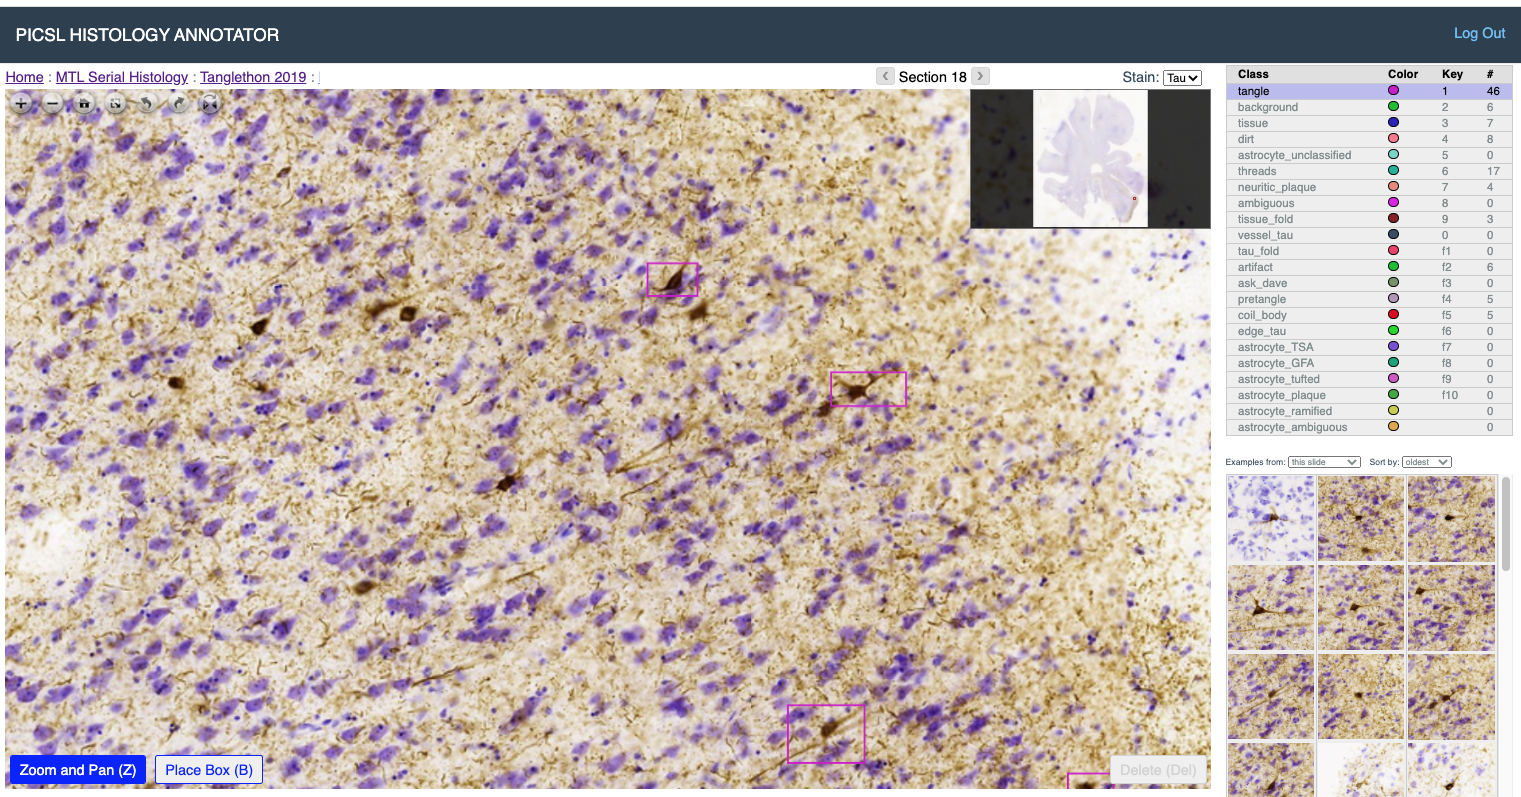 PICSL HISTOLOGY ANNOTATOR
Log Out
Home : MTL Serial Histology : Tanglethon 2019 :
Section 18
Stain: Tau
Class Color Key #
tangle 1 46
background 2 6
tissue 3 7
dirt 4 8
astrocyte_unclassified 5 0
threads 6 17
neuritic_plaque 7 4
ambiguous 8 0
tissue_fold 9 3
vessel_tau 0 0
tau_fold f1 0
artifact f2 6
ask_dave f3 0
pretangle f4 5
coil_body f5 5
edge_tau f6 0
astrocyte_TSA f7 0
astrocyte_GFA f8 0
astrocyte_tufted f9 0
astrocyte_plaque f10 0
astrocyte_ramified 0
astrocyte_ambiguous 0
Examples from: this slide Sort by: oldest
Zoom and Pan (Z)
Place Box (B)
Delete (Del)